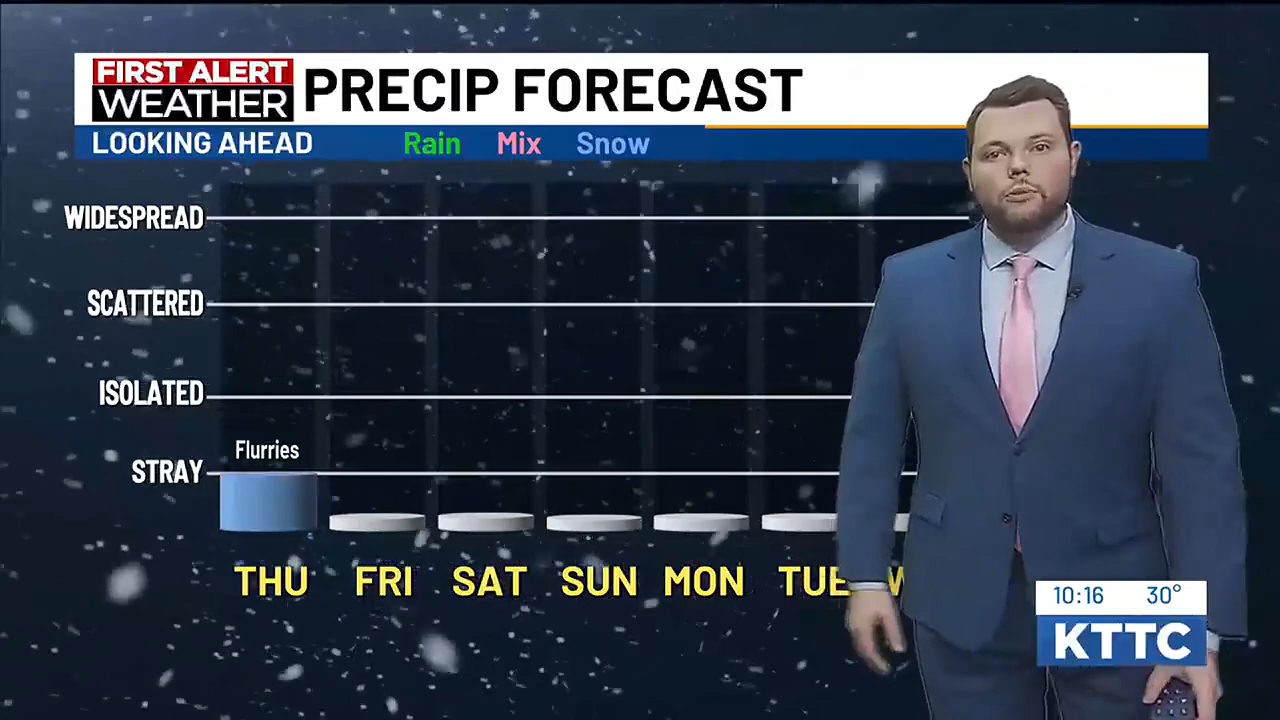 FIRST ALERT
WEATHER
PRECIP FORECAST
LOOKING AHEAD Rain Mix Snow
WIDESPREAD
SCATTERED
ISOLATED
Flurries
STRAY
THU FRI SAT SUN MON TUE
10:16 30°
KTTC